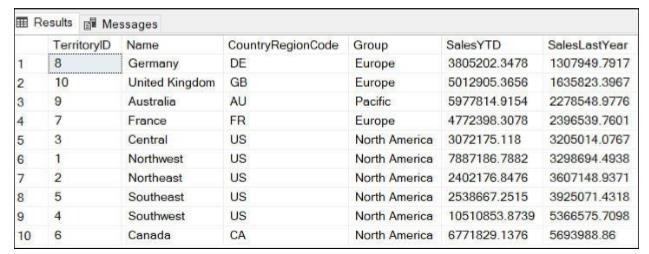 Results Messages
TerritoryID Name CountryRegionCode Group SalesYTD SalesLastYear
1 8 Germany DE Europe 3805202.3478 1307949.7917
2 10 United Kingdom GB Europe 5012905.3656 1635823.3967
3 9 Australia AU Pacific 5977814.9154 2278548.9776
4 7 France FR Europe 4772398.3078 2396539.7601
5 3 Central US North America 3072175.118 3205014.0767
6 1 Northwest US North America 7887186.7882 3298694.4938
7 2 Northeast US North America 2402176.8476 3607148.9371
8 5 Southeast US North America 2538667.2515 3925071.4318
9 4 Southwest US North America 10510853.8739 5366575.7098
10 6 Canada CA North America 6771829.1376 5693988.86